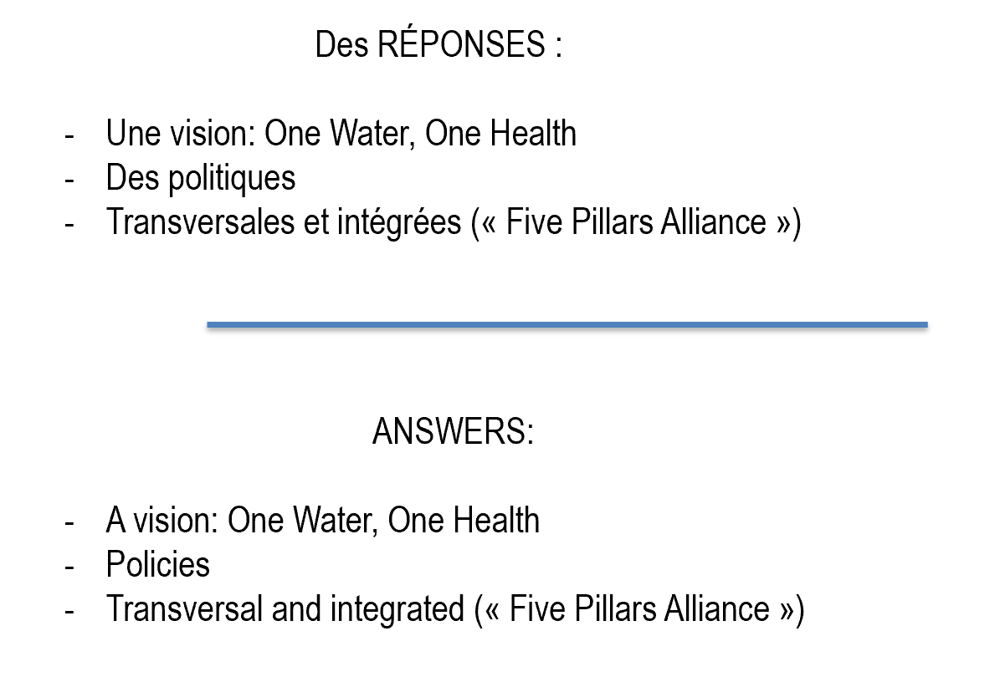 Des RÉPONSES :
- Une vision: One Water, One Health
- Des politiques
- Transversales et intégrées (« Five Pillars Alliance »)
ANSWERS:
- A vision: One Water, One Health
- Policies
- Transversal and integrated (« Five Pillars Alliance »)